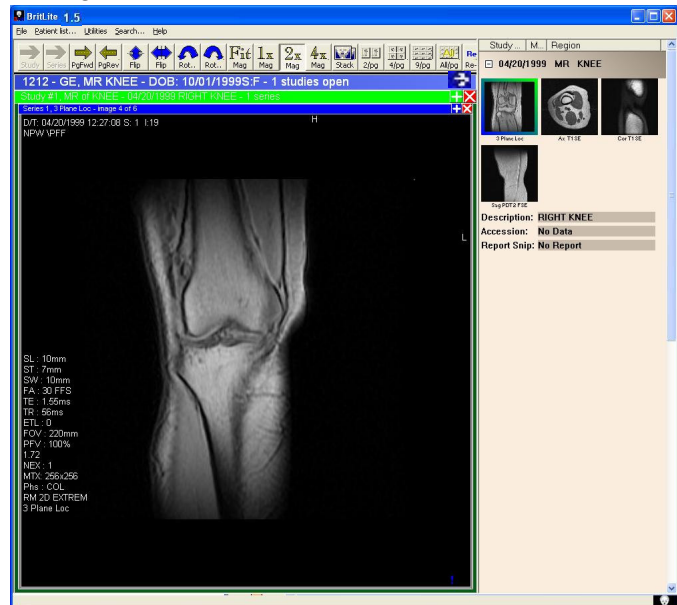 BritLite 1.5
File Patient list... Utilities Search... Help
Study Series PgFwd PgRev Flip Flip Rot.. Rot.. Fit Mag 1x Mag 2x Mag 4x Mag Stack 2/pg 4/pg 9/pg All/pg Re-
1212 - GE, MR KNEE - DOB: 10/01/1999S:F - 1 studies open
Study #1, MR of KNEE - 04/20/1999 RIGHT KNEE - 1 series
Series 1, 3 Plane Loc - image 4 of 6
D/T: 04/20/1999 12:27:08 S: 1 I:19
NPW \PFF
H
L
SL : 10mm
ST : 7mm
SW : 10mm
FA : 30 FFS
TE : 1.55ms
TR : 56ms
ETL : 0
FOV : 220mm
PFV : 100%
1.72
NEX : 1
MTX: 256x256
Phs : COL
RM 2D EXTREM
3 Plane Loc
Study ... M... Region
04/20/1999 MR KNEE
3 Plane Loc Ax T1 SE Cor T1 SE
Sag PDT2 FSE
Description: RIGHT KNEE
Accession: No Data
Report Snip: No Report